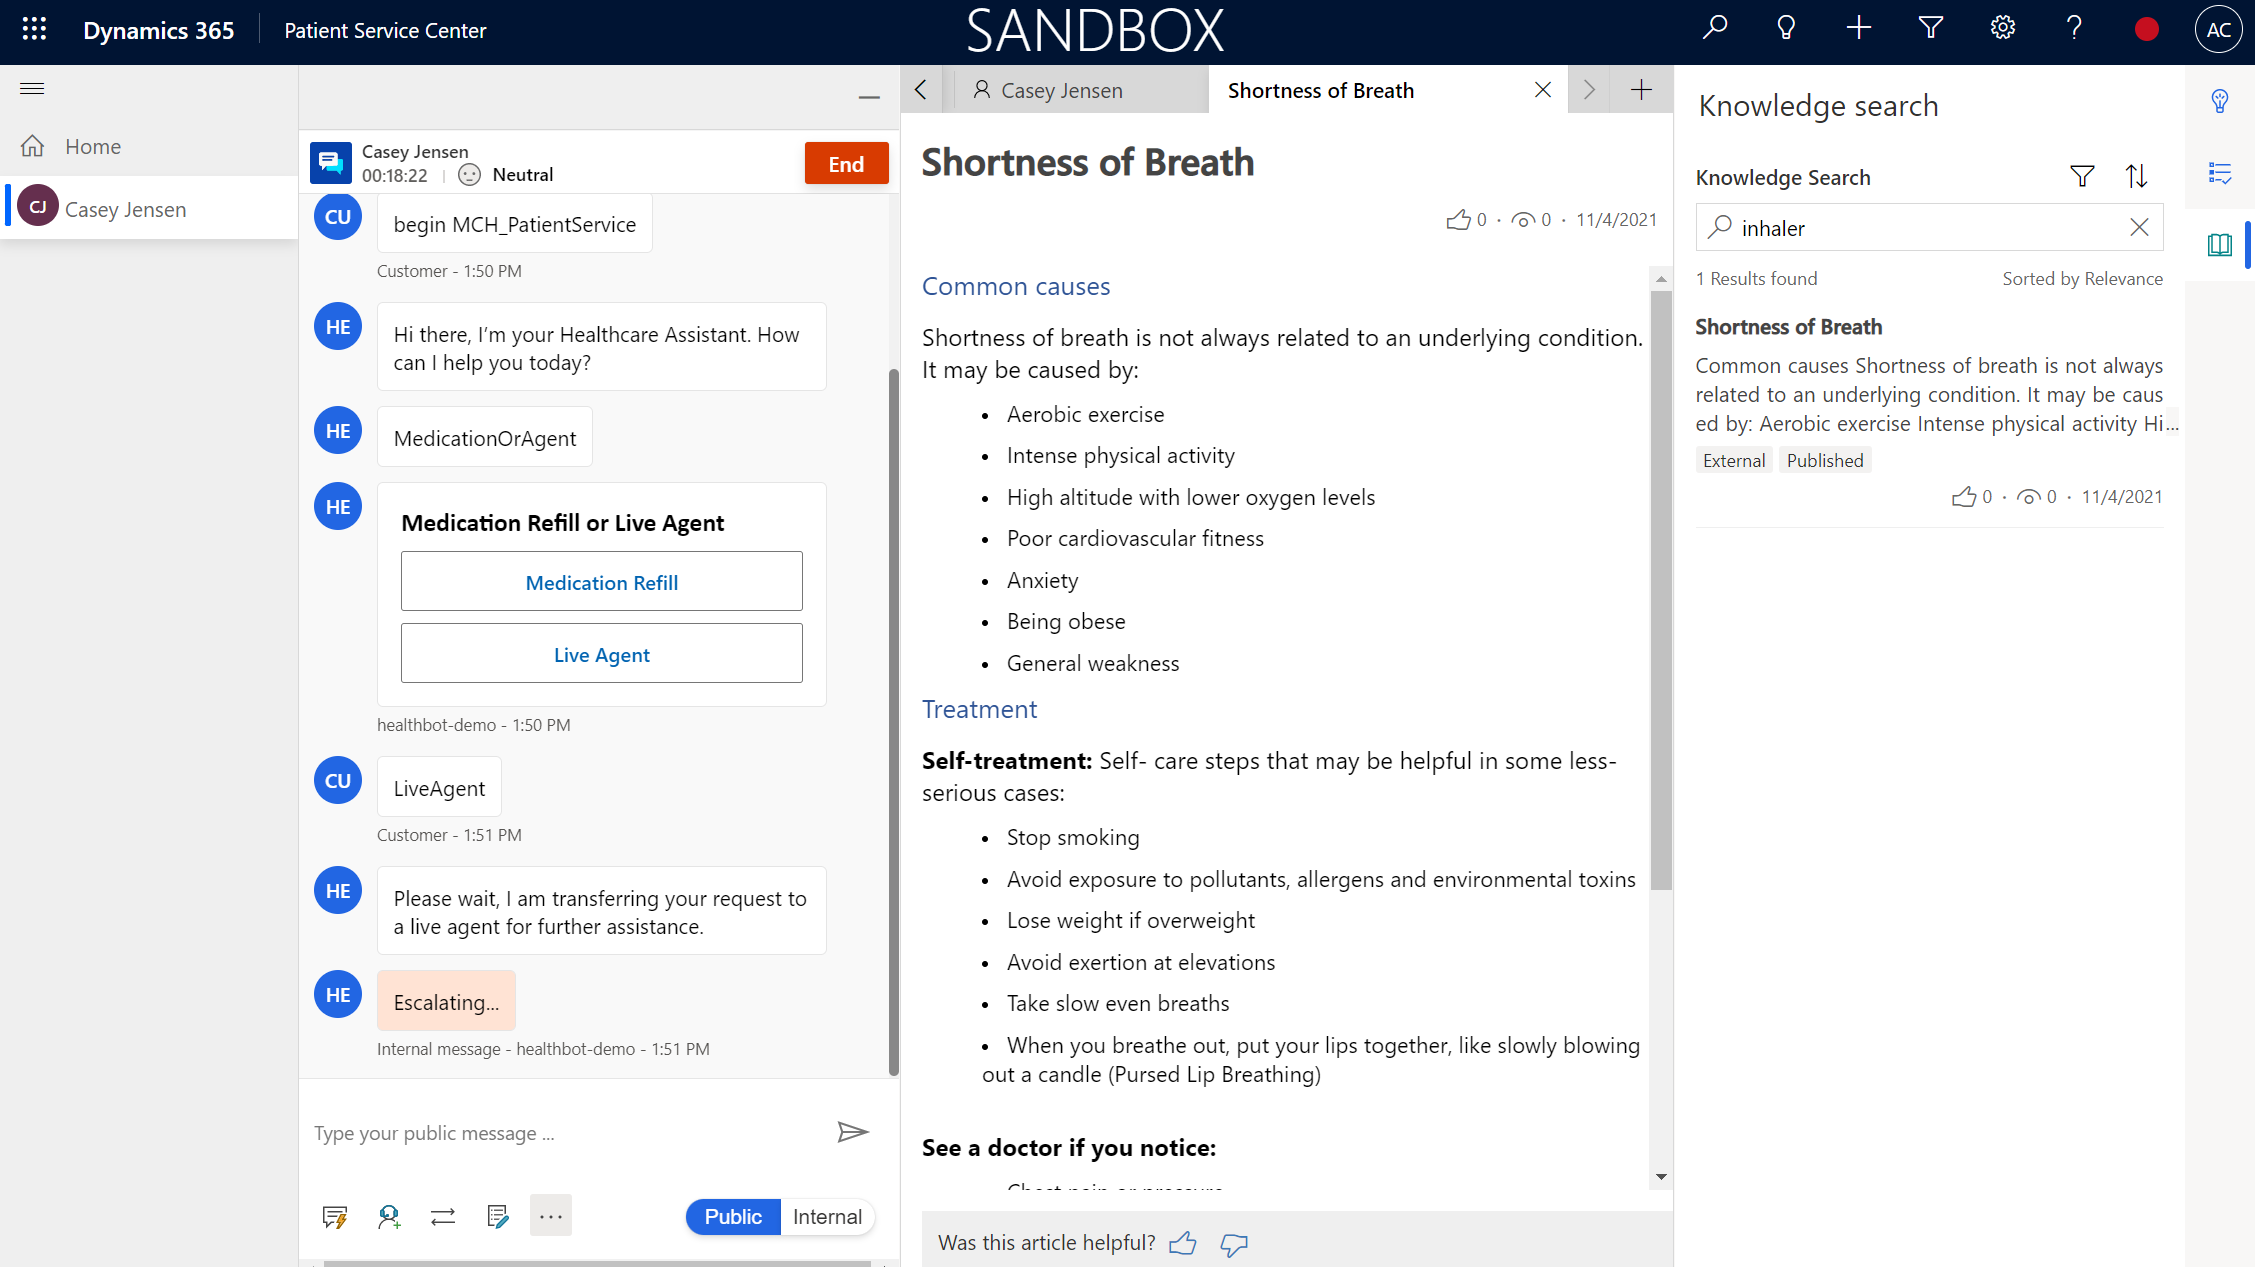 Dynamics 365
Patient Service Center
SANDBOX
AC
Home
CJ
Casey Jensen
Casey Jensen
00:18:22
Neutral
End
CU
begin MCH_PatientService
Customer - 1:50 PM
HE
Hi there, I'm your Healthcare Assistant. How
can I help you today?
HE
MedicationOrAgent
HE
Medication Refill or Live Agent
Medication Refill
Live Agent
healthbot-demo - 1:50 PM
CU
LiveAgent
Customer - 1:51 PM
HE
Please wait, I am transferring your request to
a live agent for further assistance.
HE
Escalating...
Internal message - healthbot-demo - 1:51 PM
Type your public message ...
Public
Internal
Casey Jensen
Shortness of Breath
Shortness of Breath
0 · 0 · 11/4/2021
Common causes
Shortness of breath is not always related to an underlying condition.
It may be caused by:
• Aerobic exercise
• Intense physical activity
• High altitude with lower oxygen levels
• Poor cardiovascular fitness
• Anxiety
• Being obese
• General weakness
Treatment
Self-treatment: Self- care steps that may be helpful in some less-
serious cases:
• Stop smoking
• Avoid exposure to pollutants, allergens and environmental toxins
• Lose weight if overweight
• Avoid exertion at elevations
• Take slow even breaths
• When you breathe out, put your lips together, like slowly blowing
out a candle (Pursed Lip Breathing)
See a doctor if you notice:
Chest pain or pressure
Was this article helpful?
Knowledge search
Knowledge Search
inhaler
1 Results found
Sorted by Relevance
Shortness of Breath
Common causes Shortness of breath is not always
related to an underlying condition. It may be caus
ed by: Aerobic exercise Intense physical activity Hi...
External
Published
0 · 0 · 11/4/2021